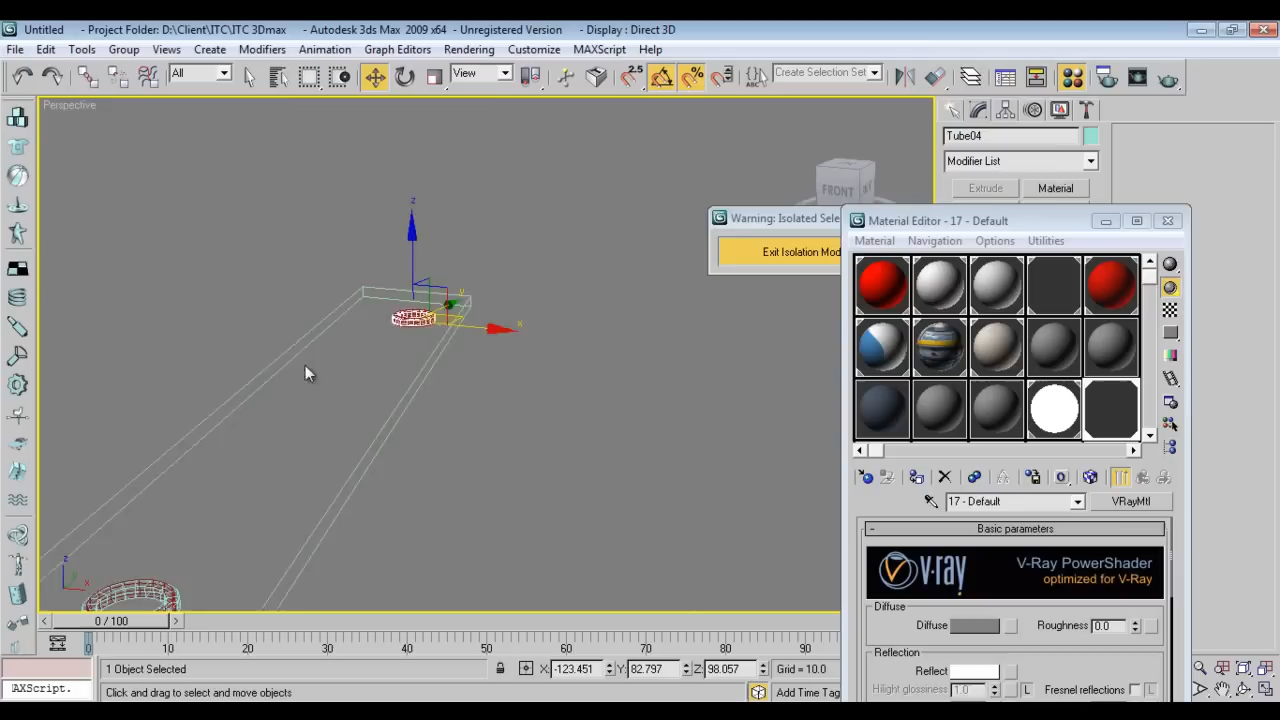 Untitled - Project Folder: D:\Client\ITC\ITC 3Dmax - Autodesk 3ds Max 2009 x64 - Unregistered Version - Display : Direct 3D
File Edit Tools Group Views Create Modifiers Animation Graph Editors Rendering Customize MAXScript Help
All View 2.5 ABC Create Selection Set
Perspective
Tube04
Modifier List
Extrude Material
FRONT
Warning: Isolated Sele
Exit Isolation Mod
Material Editor - 17 - Default
Material Navigation Options Utilities
z
y
x
17 - Default VRayMtl
Basic parameters
v·ray V-Ray PowerShader
optimized for V-Ray
Diffuse
Diffuse Roughness 0.0
Reflection
Reflect
Hilight glossiness 1.0 L Fresnel reflections L
z
y
x
0 / 100
0 10 20 30 40 50 60 70 80 90
1 Object Selected X: -123.451 Y: 82.797 Z: 98.057 Grid = 10.0
AXScript. Click and drag to select and move objects Add Time Tag